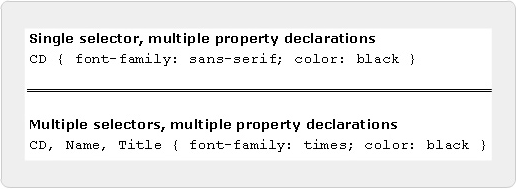 Single selector, multiple property declarations
CD { font-family: sans-serif; color: black }
Multiple selectors, multiple property declarations
CD, Name, Title { font-family: times; color: black }